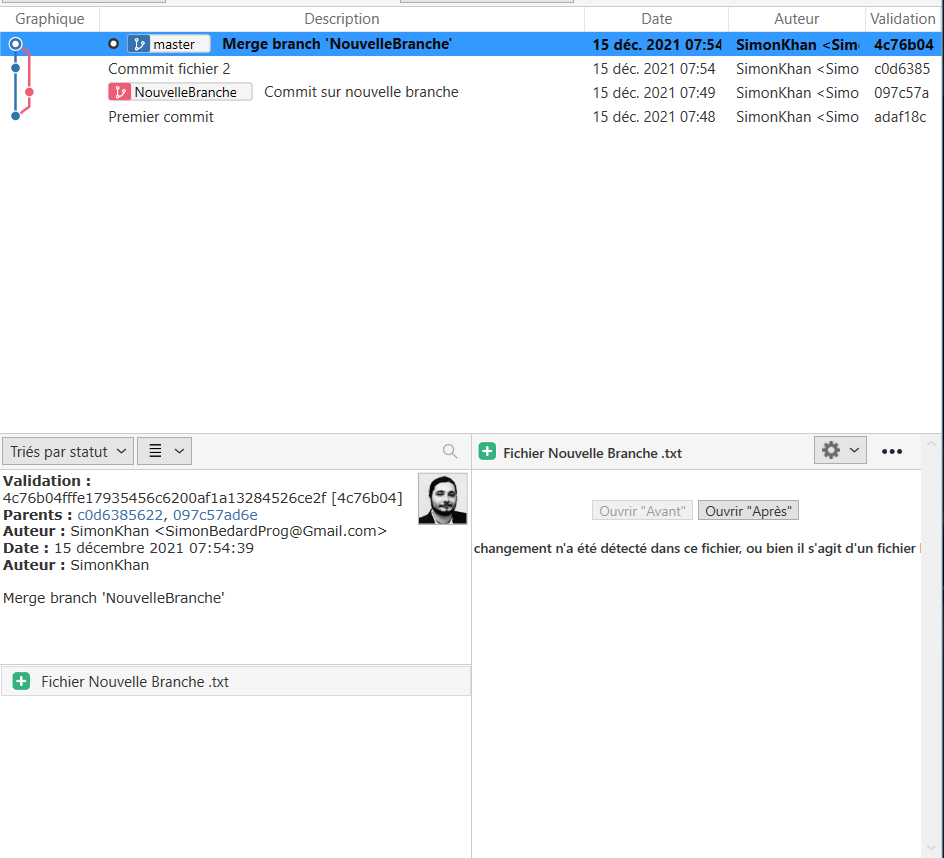 Graphique Description Date Auteur Validation
master Merge branch 'NouvelleBranche' 15 déc. 2021 07:54 SimonKhan <Sim 4c76b04
Commmit fichier 2 15 déc. 2021 07:54 SimonKhan <Simo c0d6385
NouvelleBranche Commit sur nouvelle branche 15 déc. 2021 07:49 SimonKhan <Simo 097c57a
Premier commit 15 déc. 2021 07:48 SimonKhan <Simo adaf18c
Triés par statut
Validation :
4c76b04fffe17935456c6200af1a13284526ce2f [4c76b04]
Parents : c0d6385622, 097c57ad6e
Auteur : SimonKhan <SimonBedardProg@Gmail.com>
Date : 15 décembre 2021 07:54:39
Auteur : SimonKhan
Merge branch 'NouvelleBranche'
Fichier Nouvelle Branche .txt
Fichier Nouvelle Branche .txt
Ouvrir "Avant" Ouvrir "Après"
changement n'a été détecté dans ce fichier, ou bien il s'agit d'un fichier